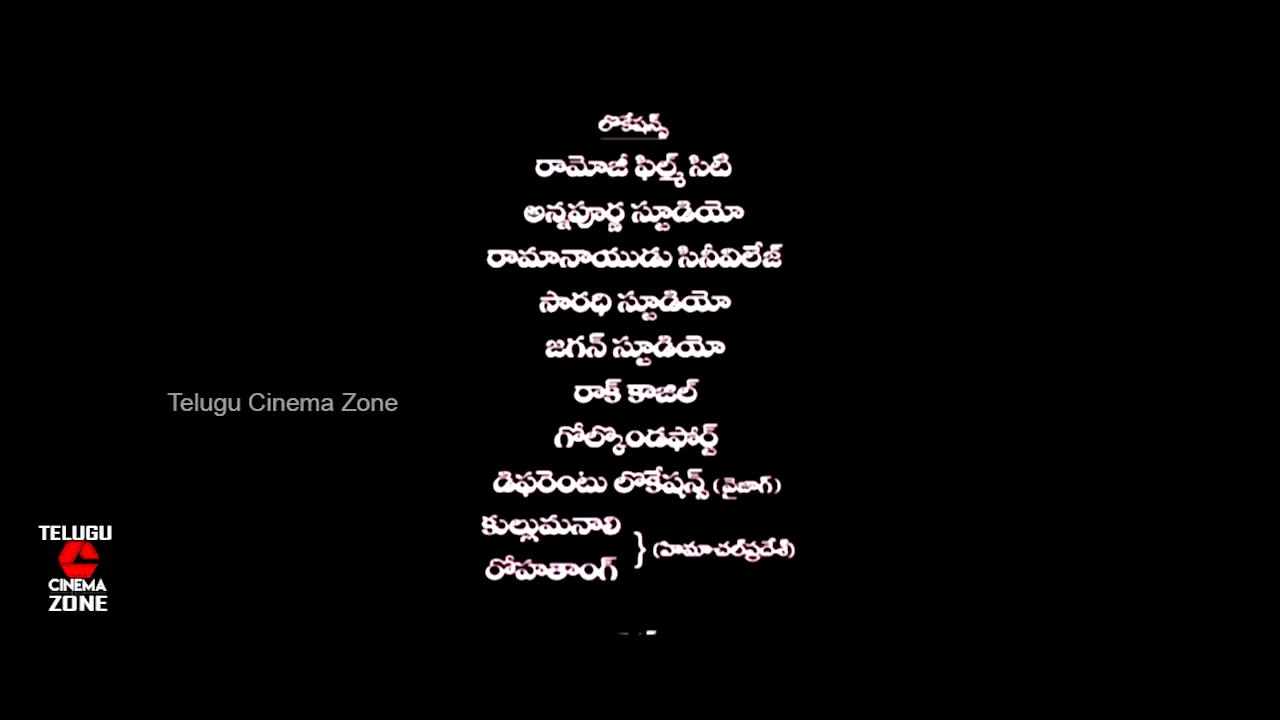 లొకేషన్స్
రామోజీ ఫిల్మ్ సిటి
అన్నపూర్ణ స్టూడియో
రామానాయుడు సినీవిలేజ్
సారధి స్టూడియో
జగన్ స్టూడియో
రాక్ కాజిల్
గోల్కొండఫోర్ట్
డిఫరెంటు లొకేషన్స్ (వైజాగ్)
కుల్లుమనాలి
రోహతాంగ్
} (హిమాచల్‌ప్రదేశ్)
Telugu Cinema Zone
TELUGU
CINEMA
ZONE